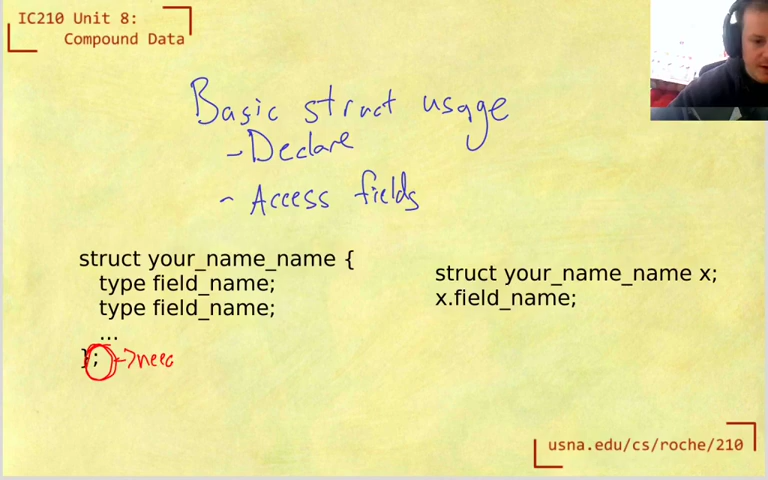 IC210 Unit 8:
Compound Data
Basic struct usage
- Declare
- Access fields
struct your_name_name {
type field_name;
type field_name;
...
}; → need
struct your_name_name x;
x.field_name;
usna.edu/cs/roche/210